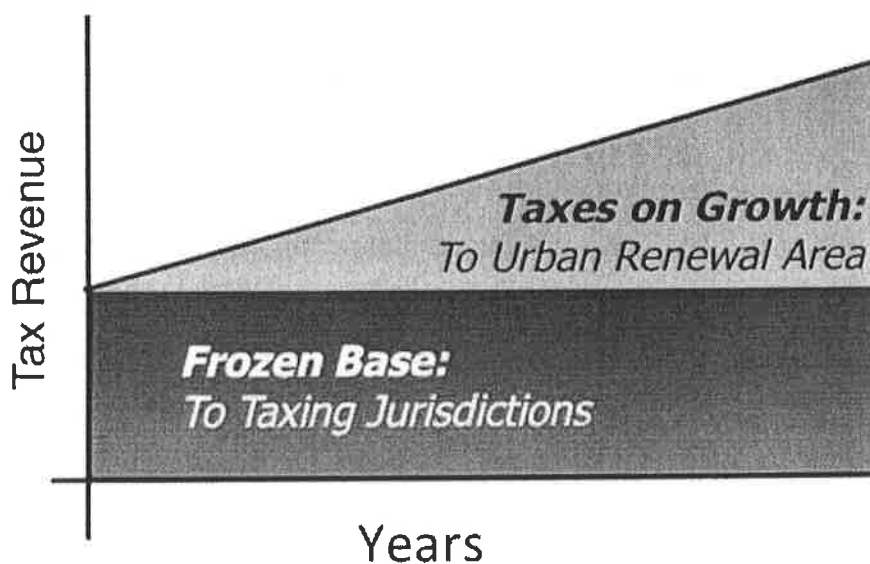 Tax Revenue
Taxes on Growth:
To Urban Renewal Area
Frozen Base:
To Taxing Jurisdictions
Years